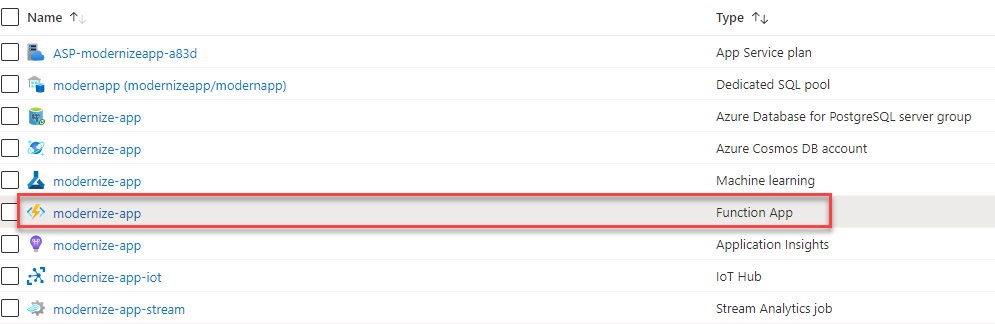 Name ↑↓ Type ↑↓
ASP-modernizeapp-a83d App Service plan
modernapp (modernizeapp/modernapp) Dedicated SQL pool
modernize-app Azure Database for PostgreSQL server group
modernize-app Azure Cosmos DB account
modernize-app Machine learning
modernize-app Function App
modernize-app Application Insights
modernize-app-iot IoT Hub
modernize-app-stream Stream Analytics job